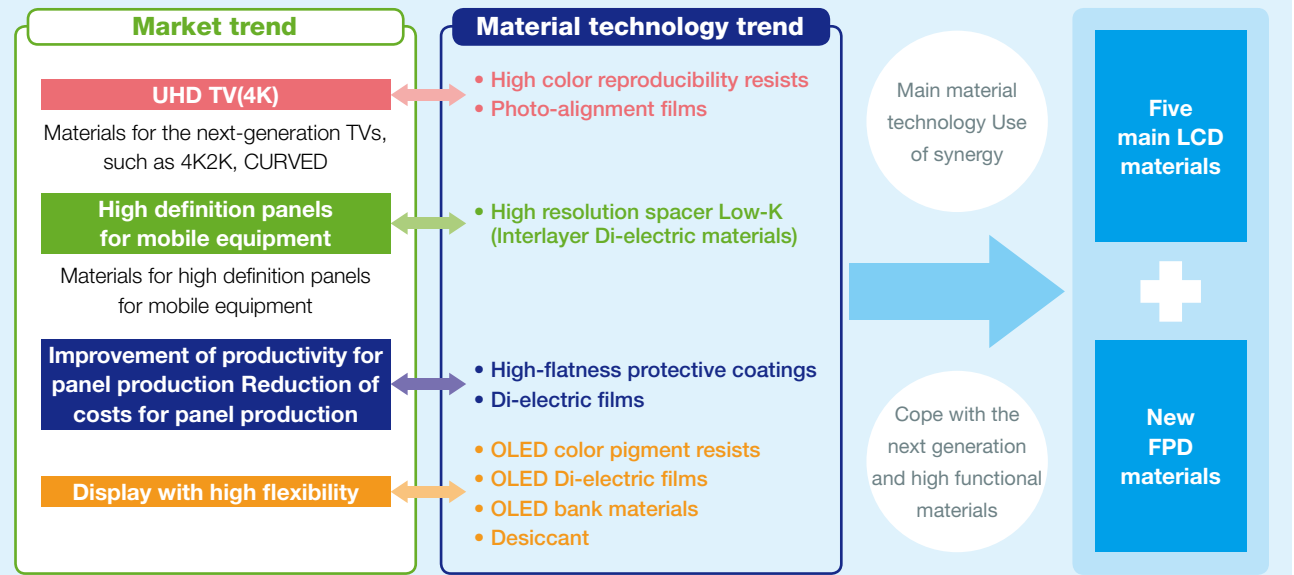 Market trend
UHD TV(4K)
Materials for the next-generation TVs,
such as 4K2K, CURVED
High definition panels
for mobile equipment
Materials for high definition panels
for mobile equipment
Improvement of productivity for
panel production Reduction of
costs for panel production
Display with high flexibility
Material technology trend
• High color reproducibility resists
• Photo-alignment films
• High resolution spacer Low-K
(Interlayer Di-electric materials)
• High-flatness protective coatings
• Di-electric films
• OLED color pigment resists
• OLED Di-electric films
• OLED bank materials
• Desiccant
Main material
technology Use
of synergy
Cope with the
next generation
and high functional
materials
Five
main LCD
materials
New
FPD
materials